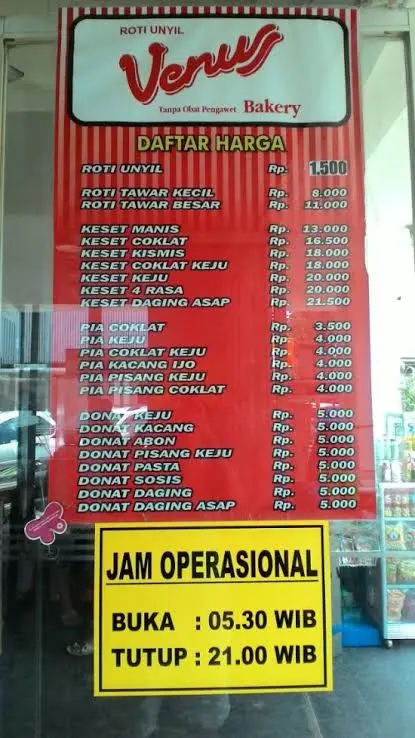 ROTI UNYIL
Venus
Tanpa Obat Pengawet Bakery
DAFTAR HARGA
ROTI UNYIL Rp. 1.500
ROTI TAWAR KECIL Rp. 8.000
ROTI TAWAR BESAR Rp. 11.000
KESET MANIS Rp. 13.000
KESET COKLAT Rp. 16.500
KESET KISMIS Rp. 18.000
KESET COKLAT KEJU Rp. 18.000
KESET KEJU Rp. 20.000
KESET 4 RASA Rp. 20.000
KESET DAGING ASAP Rp. 21.500
PIA COKLAT Rp. 3.500
PIA KEJU Rp. 4.000
PIA COKLAT KEJU Rp. 4.000
PIA KACANG IJO Rp. 4.000
PIA PISANG KEJU Rp. 4.000
PIA PISANG COKLAT Rp. 4.000
DONAT KEJU Rp. 5.000
DONAT KACANG Rp. 5.000
DONAT ABON Rp. 5.000
DONAT PISANG KEJU Rp. 5.000
DONAT PASTA Rp. 5.000
DONAT SOSIS Rp. 5.000
DONAT DAGING Rp. 5.000
DONAT DAGING ASAP Rp. 5.000
JAM OPERASIONAL
BUKA : 05.30 WIB
TUTUP : 21.00 WIB